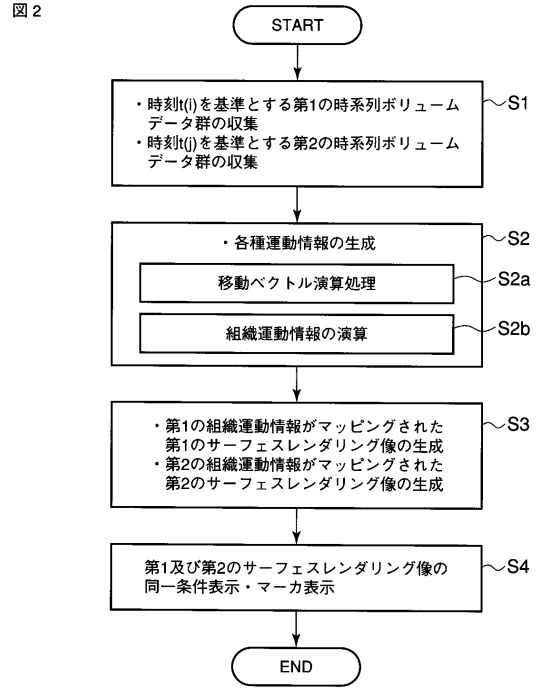 図2
START
・時刻t(i)を基準とする第1の時系列ボリューム
データ群の収集
・時刻t(j)を基準とする第2の時系列ボリューム
データ群の収集
S1
・各種運動情報の生成
S2
移動ベクトル演算処理
S2a
組織運動情報の演算
S2b
・第1の組織運動情報がマッピングされた
第1のサーフェスレンダリング像の生成
・第2の組織運動情報がマッピングされた
第2のサーフェスレンダリング像の生成
S3
第1及び第2のサーフェスレンダリング像の
同一条件表示・マーカ表示
S4
END